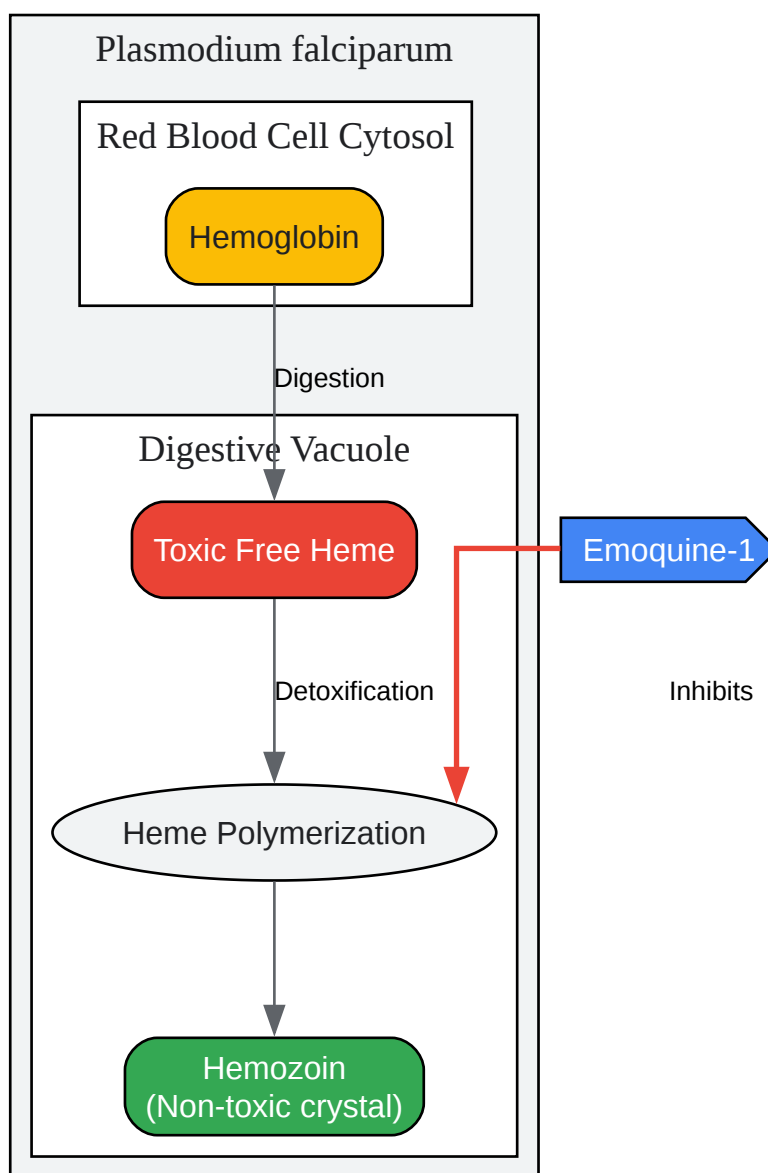 Plasmodium falciparum
Red Blood Cell Cytosol
Hemoglobin
Digestion
Digestive Vacuole
Toxic Free Heme
Emoquine-1
Detoxification
Inhibits
Heme Polymerization
Hemozoin
(Non-toxic crystal)